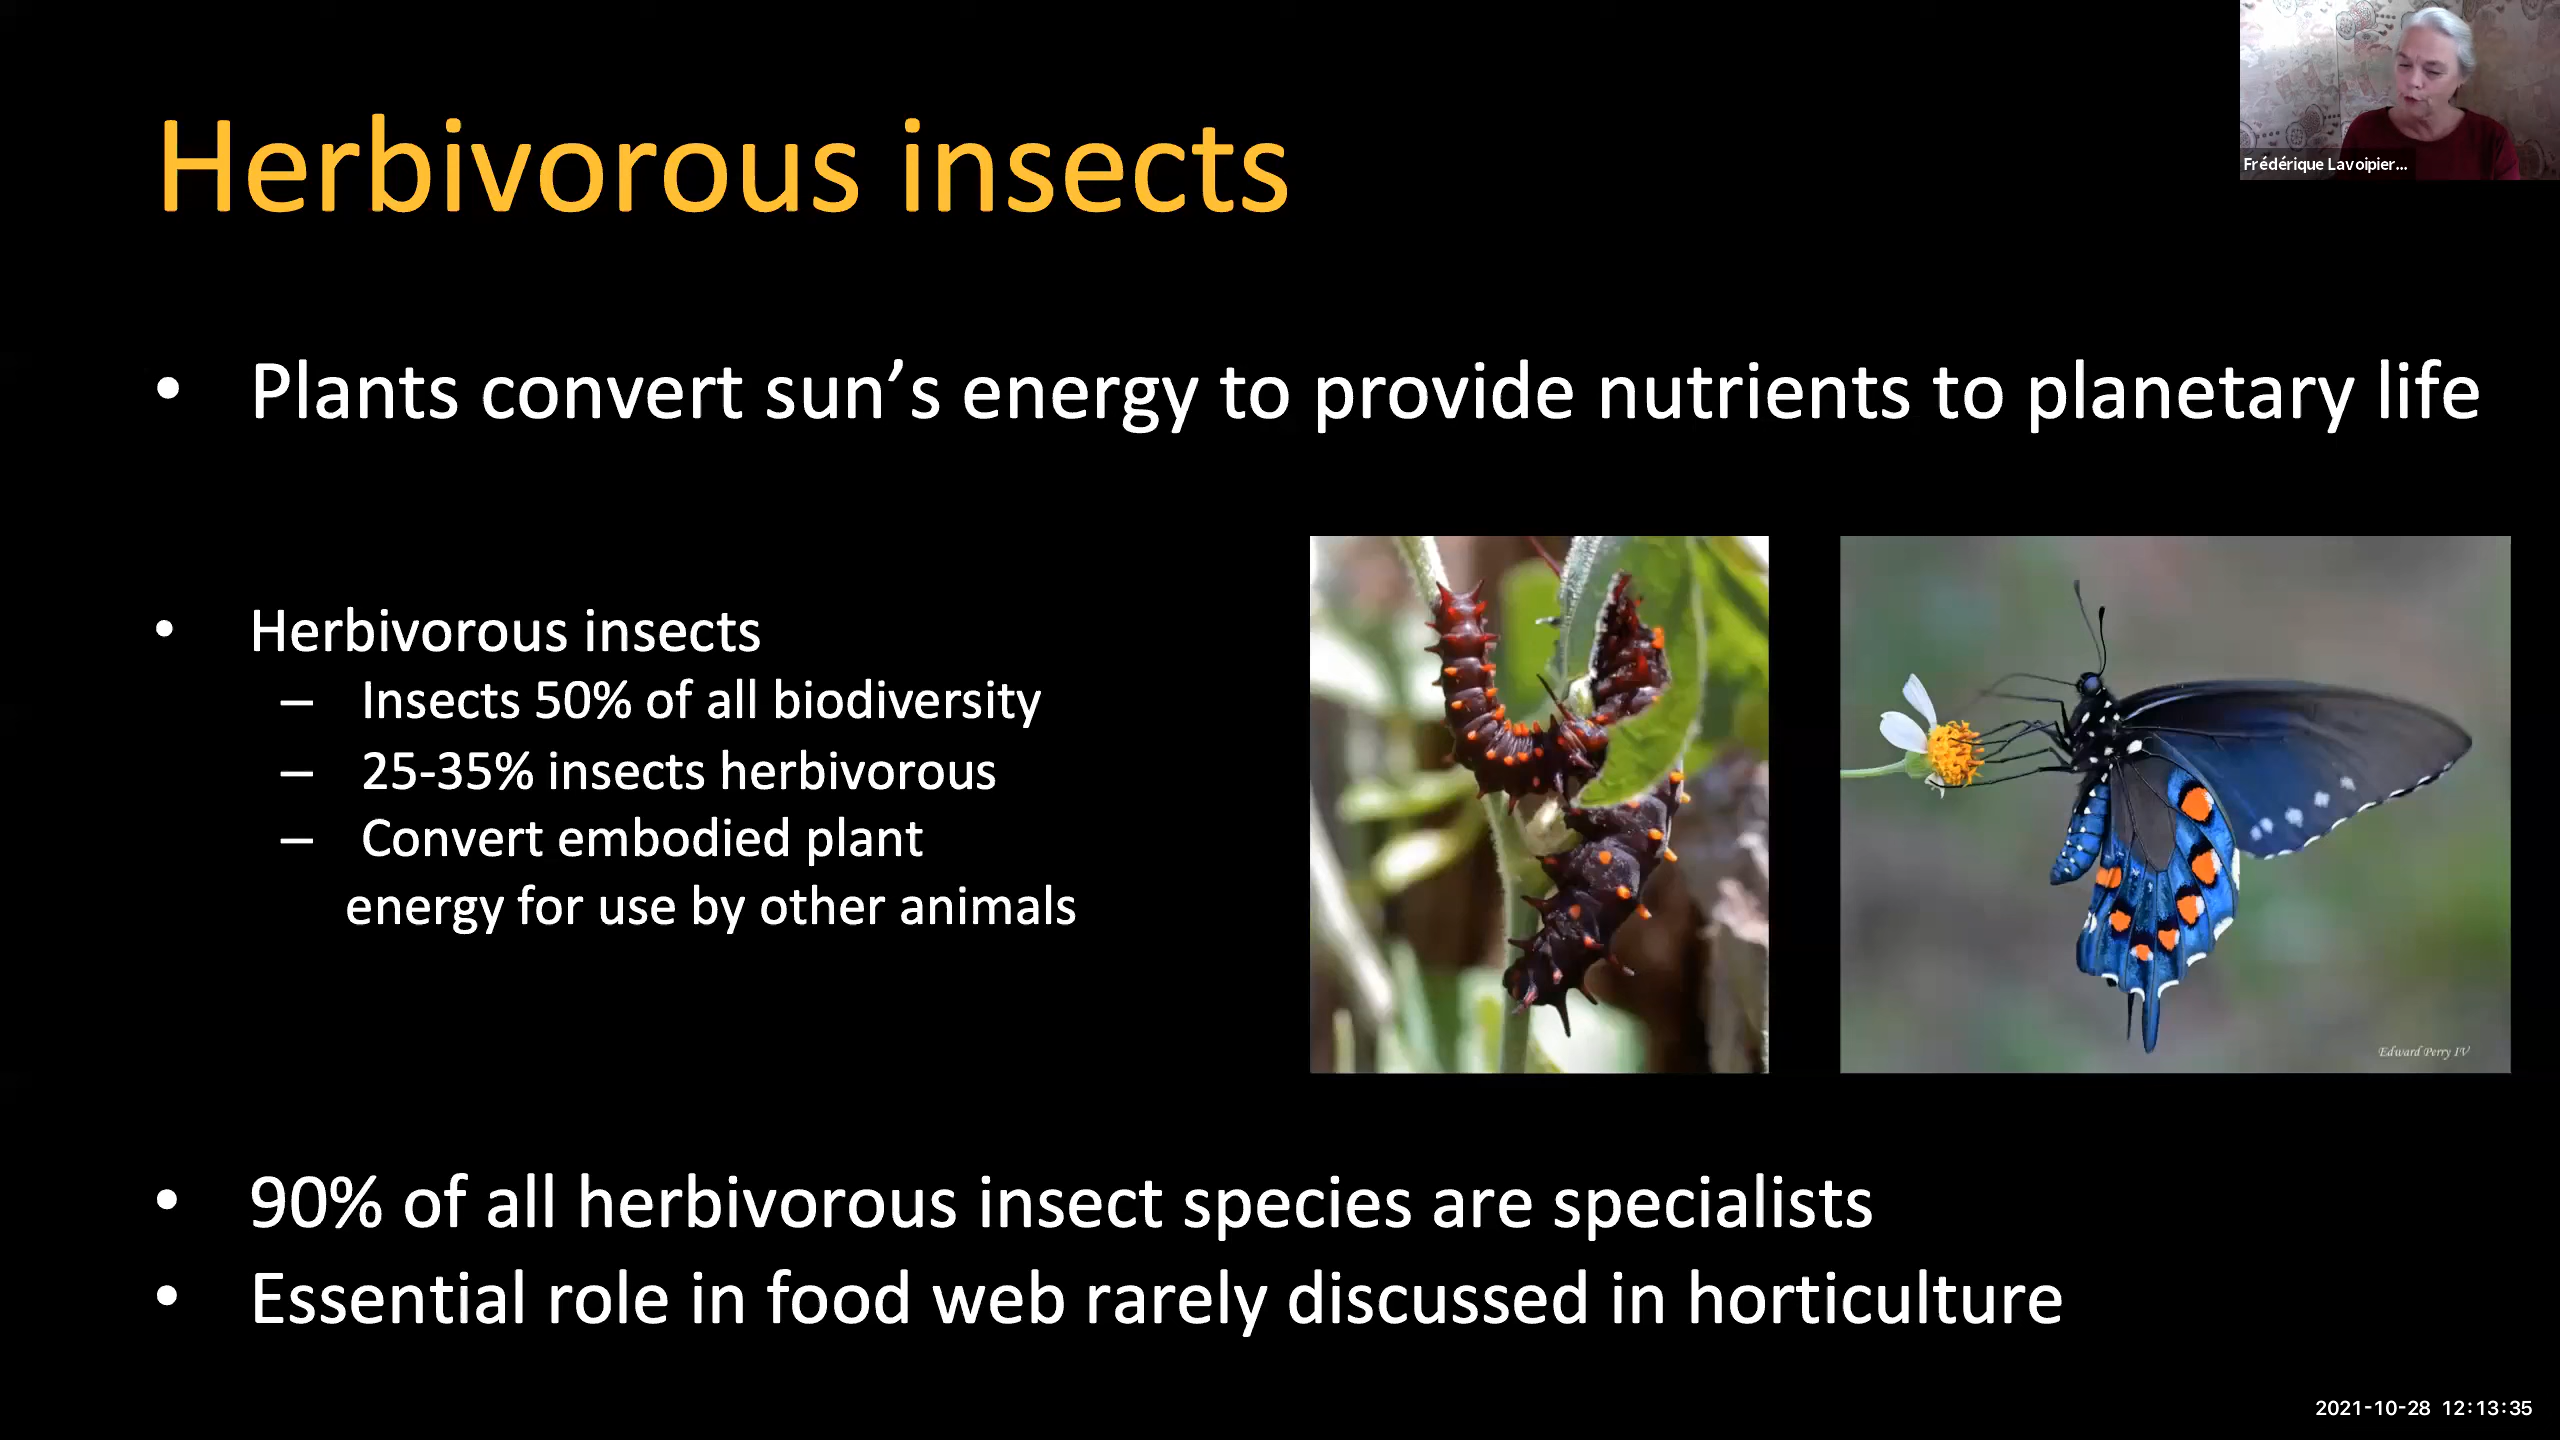 Herbivorous insects
Frédérique Lavoipier...
• Plants convert sun’s energy to provide nutrients to planetary life
• Herbivorous insects
– Insects 50% of all biodiversity
– 25-35% insects herbivorous
– Convert embodied plant
energy for use by other animals
Edward Perry IV
• 90% of all herbivorous insect species are specialists
• Essential role in food web rarely discussed in horticulture
2021-10-28 12:13:35